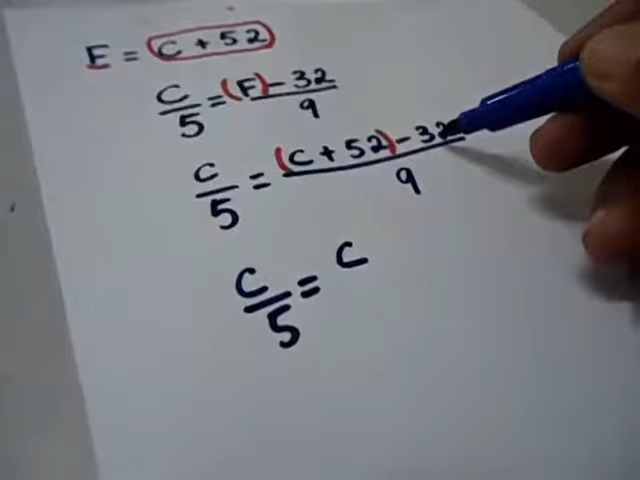 F = C + 52
C/5 = (F) - 32/9
C/5 = (C + 52) - 32/9
C/5 = C